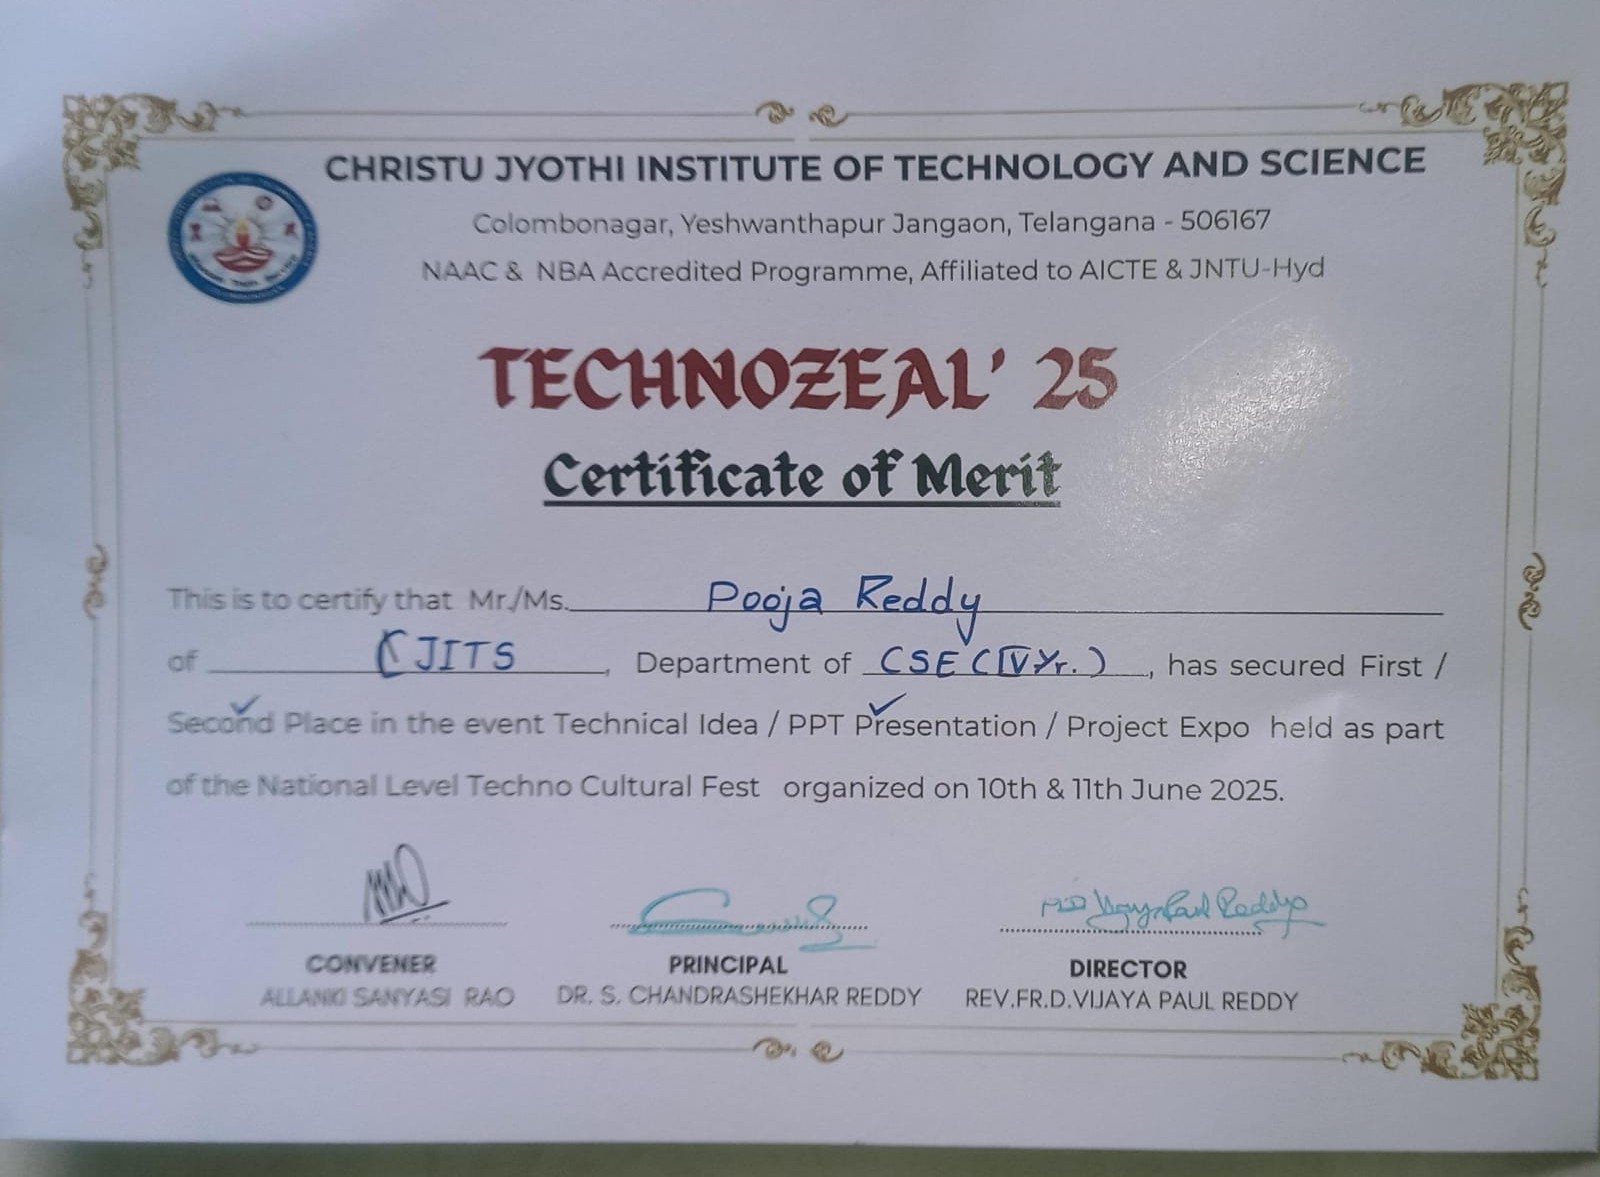 CHRISTU JYOTHI INSTITUTE OF TECHNOLOGY AND SCIENCE
Colombonagar, Yeshwanthapur Jangaon, Telangana - 506167
NAAC & NBA Accredited Programme, Affiliated to AICTE & JNTU-Hyd
TECHNOZEAL' 25
Certificate of Merit
This is to certify that Mr./Ms. Pooja Reddy
of CJITS, Department of CSE (IV Yr.), has secured First /
Second Place in the event Technical Idea / PPT Presentation / Project Expo held as part
of the National Level Techno Cultural Fest organized on 10th & 11th June 2025.
CONVENER PRINCIPAL DIRECTOR
ALLANKI SANYASI RAO DR. S. CHANDRASHEKHAR REDDY REV.FR.D.VIJAYA PAUL REDDY